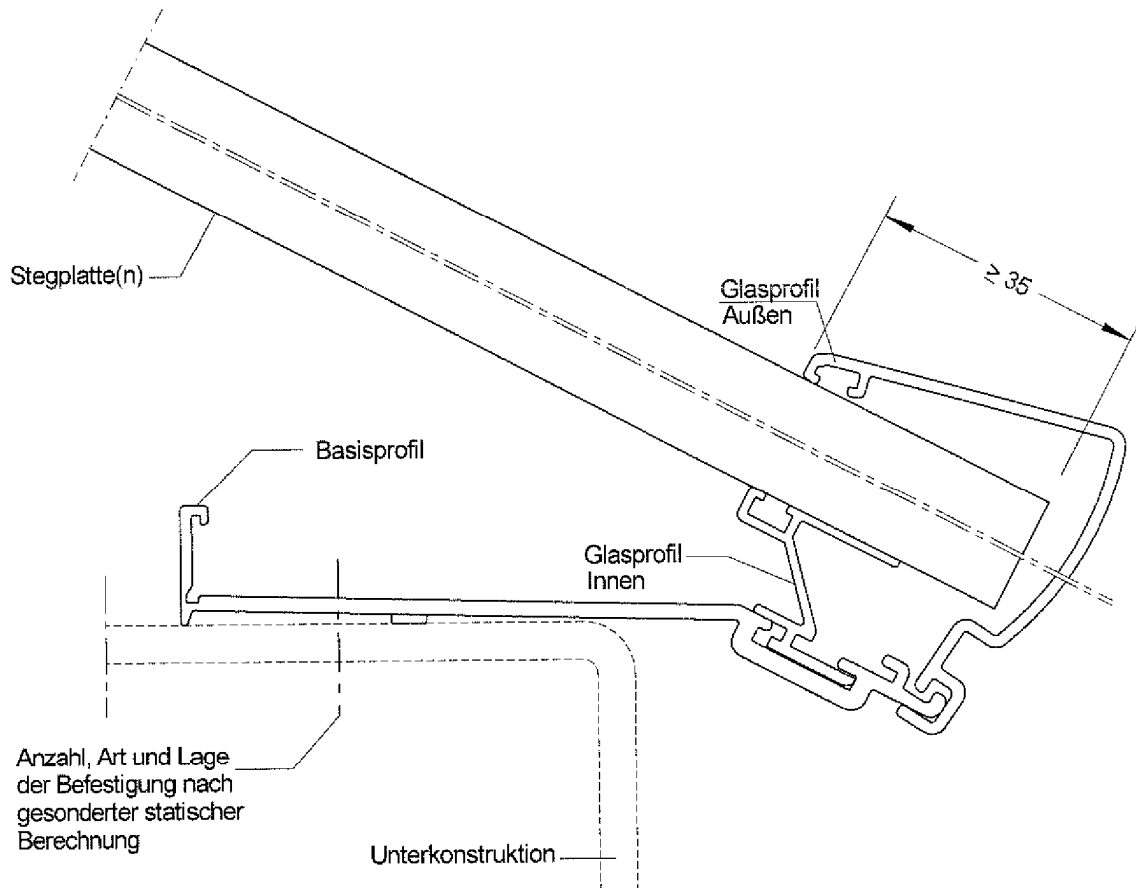 Stegplatte(n)
Glasprofil
Außen
≥ 35
Basisprofil
Glasprofil
Innen
Anzahl, Art und Lage
der Befestigung nach
gesonderter statischer
Berechnung
Unterkonstruktion